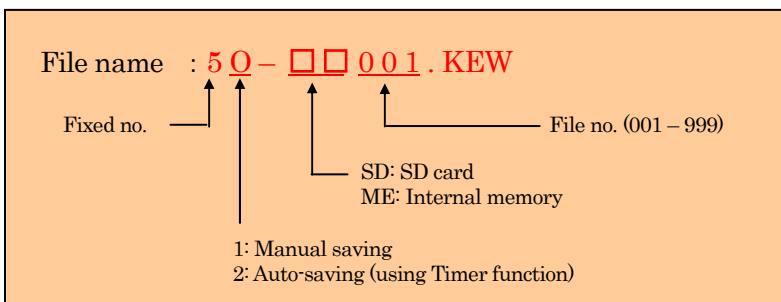 File name : 5 O – □□ 0 0 1 . KEW
Fixed no.
File no. (001 – 999)
SD: SD card
ME: Internal memory
1: Manual saving
2: Auto-saving (using Timer function)